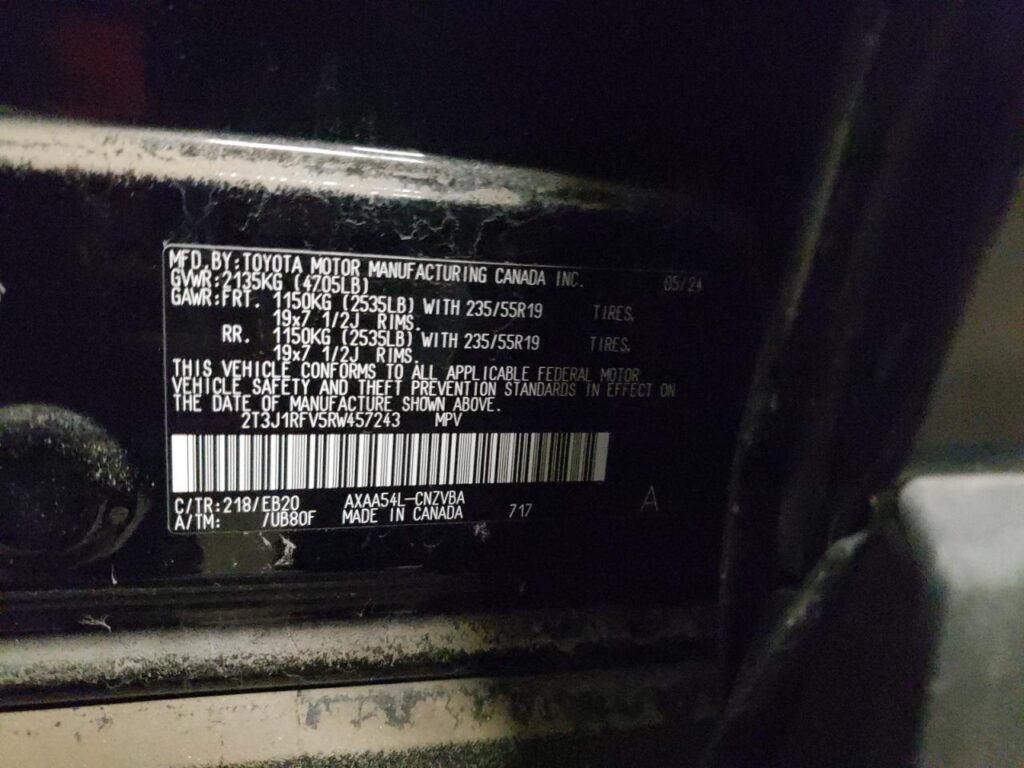 MFD.BY:TOYOTA MOTOR MANUFACTURING CANADA INC. 05/24
GVWR:2135KG (4705LB)
GAWR:FRT. 1150KG (2535LB) WITH 235/55R19 TIRES,
19x7 1/2J RIMS.
RR. 1150KG (2535LB) WITH 235/55R19 TIRES,
19x7 1/2J RIMS.
THIS VEHICLE CONFORMS TO ALL APPLICABLE FEDERAL MOTOR
VEHICLE SAFETY AND THEFT PREVENTION STANDARDS IN EFFECT ON
THE DATE OF MANUFACTURE SHOWN ABOVE.
2T3J1RFV5RW457243 MPV
C/TR:218/EB20 AXAA54L-CNZVBA
A/TM: /UB80F MADE IN CANADA 717 A